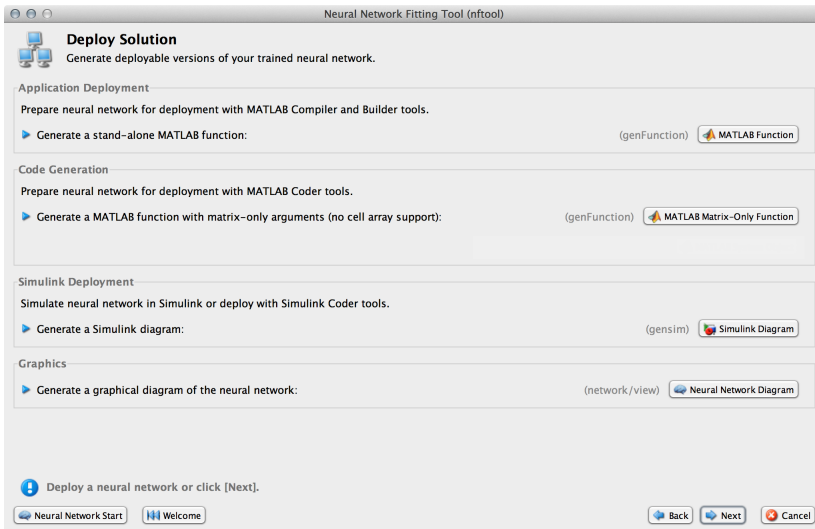 Neural Network Fitting Tool (nftool)
Deploy Solution
Generate deployable versions of your trained neural network.
Application Deployment
Prepare neural network for deployment with MATLAB Compiler and Builder tools.
Generate a stand-alone MATLAB function: (genFunction) MATLAB Function
Code Generation
Prepare neural network for deployment with MATLAB Coder tools.
Generate a MATLAB function with matrix-only arguments (no cell array support): (genFunction) MATLAB Matrix-Only Function
Simulink Deployment
Simulate neural network in Simulink or deploy with Simulink Coder tools.
Generate a Simulink diagram: (gensim) Simulink Diagram
Graphics
Generate a graphical diagram of the neural network: (network/view) Neural Network Diagram
Deploy a neural network or click [Next].
Neural Network Start Welcome Back Next Cancel